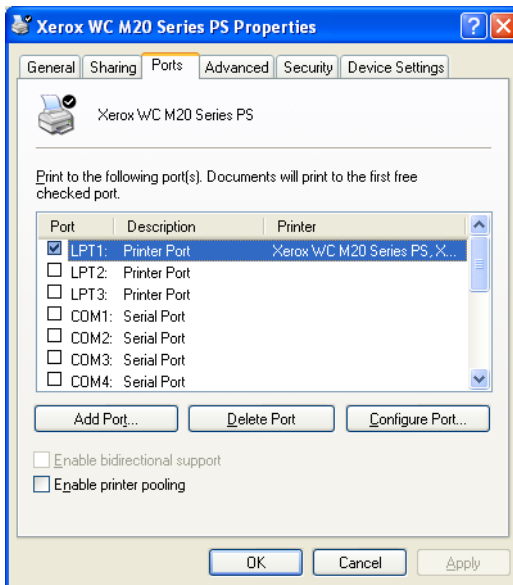 Xerox WC M20 Series PS Properties
General Sharing Ports Advanced Security Device Settings
Xerox WC M20 Series PS
Print to the following port(s). Documents will print to the first free
checked port.
Port Description Printer
LPT1: Printer Port Xerox WC M20 Series PS, X...
LPT2: Printer Port
LPT3: Printer Port
COM1: Serial Port
COM2: Serial Port
COM3: Serial Port
COM4: Serial Port
Add Port... Delete Port Configure Port...
Enable bidirectional support
Enable printer pooling
OK Cancel Apply